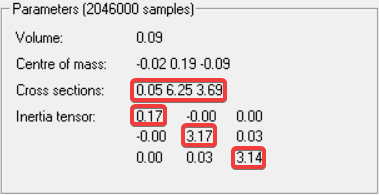 Parameters (2046000 samples)
Volume: 0.09
Centre of mass: -0.02 0.19 -0.09
Cross sections: 0.05 6.25 3.69
Inertia tensor: 0.17 -0.00 0.00
-0.00 3.17 0.03
0.00 0.03 3.14